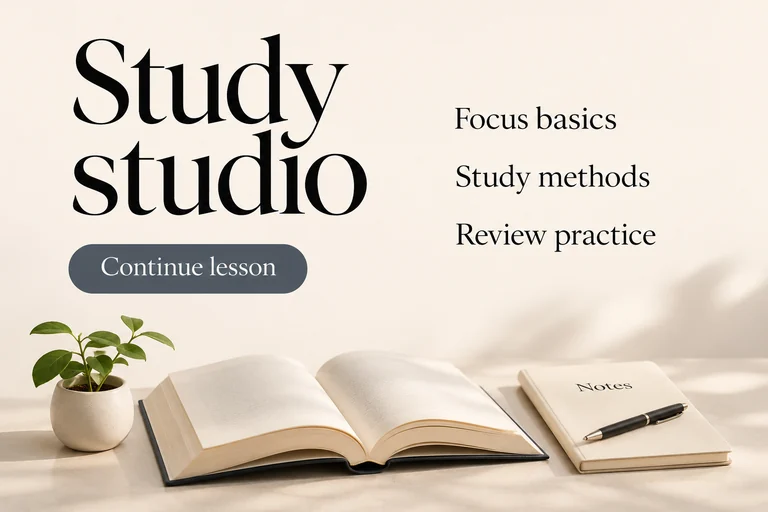 Study
studio
Continue lesson
Focus basics
Study methods
Review practice
Notes